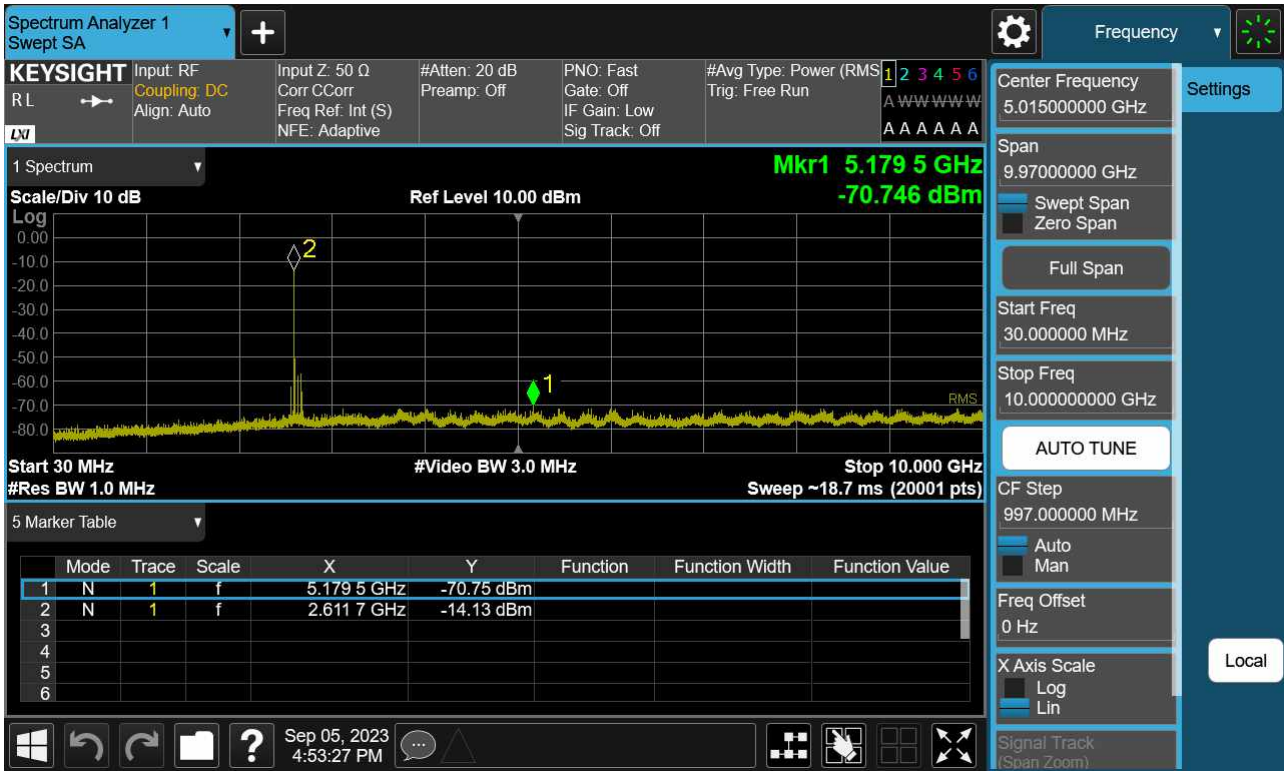 Spectrum Analyzer 1
Swept SA
Frequency
KEYSIGHT
R L
LXI
Input: RF
Coupling: DC
Align: Auto
Input Z: 50 Ω
Corr CCorr
Freq Ref: Int (S)
NFE: Adaptive
#Atten: 20 dB
Preamp: Off
PNO: Fast
Gate: Off
IF Gain: Low
Sig Track: Off
#Avg Type: Power (RMS
Trig: Free Run
1 2 3 4 5 6
A W W W W W
A A A A A A
1 Spectrum
Mkr1 5.179 5 GHz
-70.746 dBm
Scale/Div 10 dB
Ref Level 10.00 dBm
Log
0.00
-10.0
-20.0
-30.0
-40.0
-50.0
-60.0
-70.0
-80.0
2
1
RMS
Start 30 MHz
#Video BW 3.0 MHz
Stop 10.000 GHz
#Res BW 1.0 MHz
Sweep ~18.7 ms (20001 pts)
5 Marker Table
Mode Trace Scale X Y Function Function Width Function Value
1 N 1 f 5.179 5 GHz -70.75 dBm
2 N 1 f 2.611 7 GHz -14.13 dBm
3
4
5
6
Sep 05, 2023
4:53:27 PM
Center Frequency
5.015000000 GHz
Span
9.97000000 GHz
Swept Span
Zero Span
Full Span
Start Freq
30.000000 MHz
Stop Freq
10.000000000 GHz
AUTO TUNE
CF Step
997.000000 MHz
Auto
Man
Freq Offset
0 Hz
X Axis Scale
Log
Lin
Signal Track
(Span Zoom)
Settings
Local